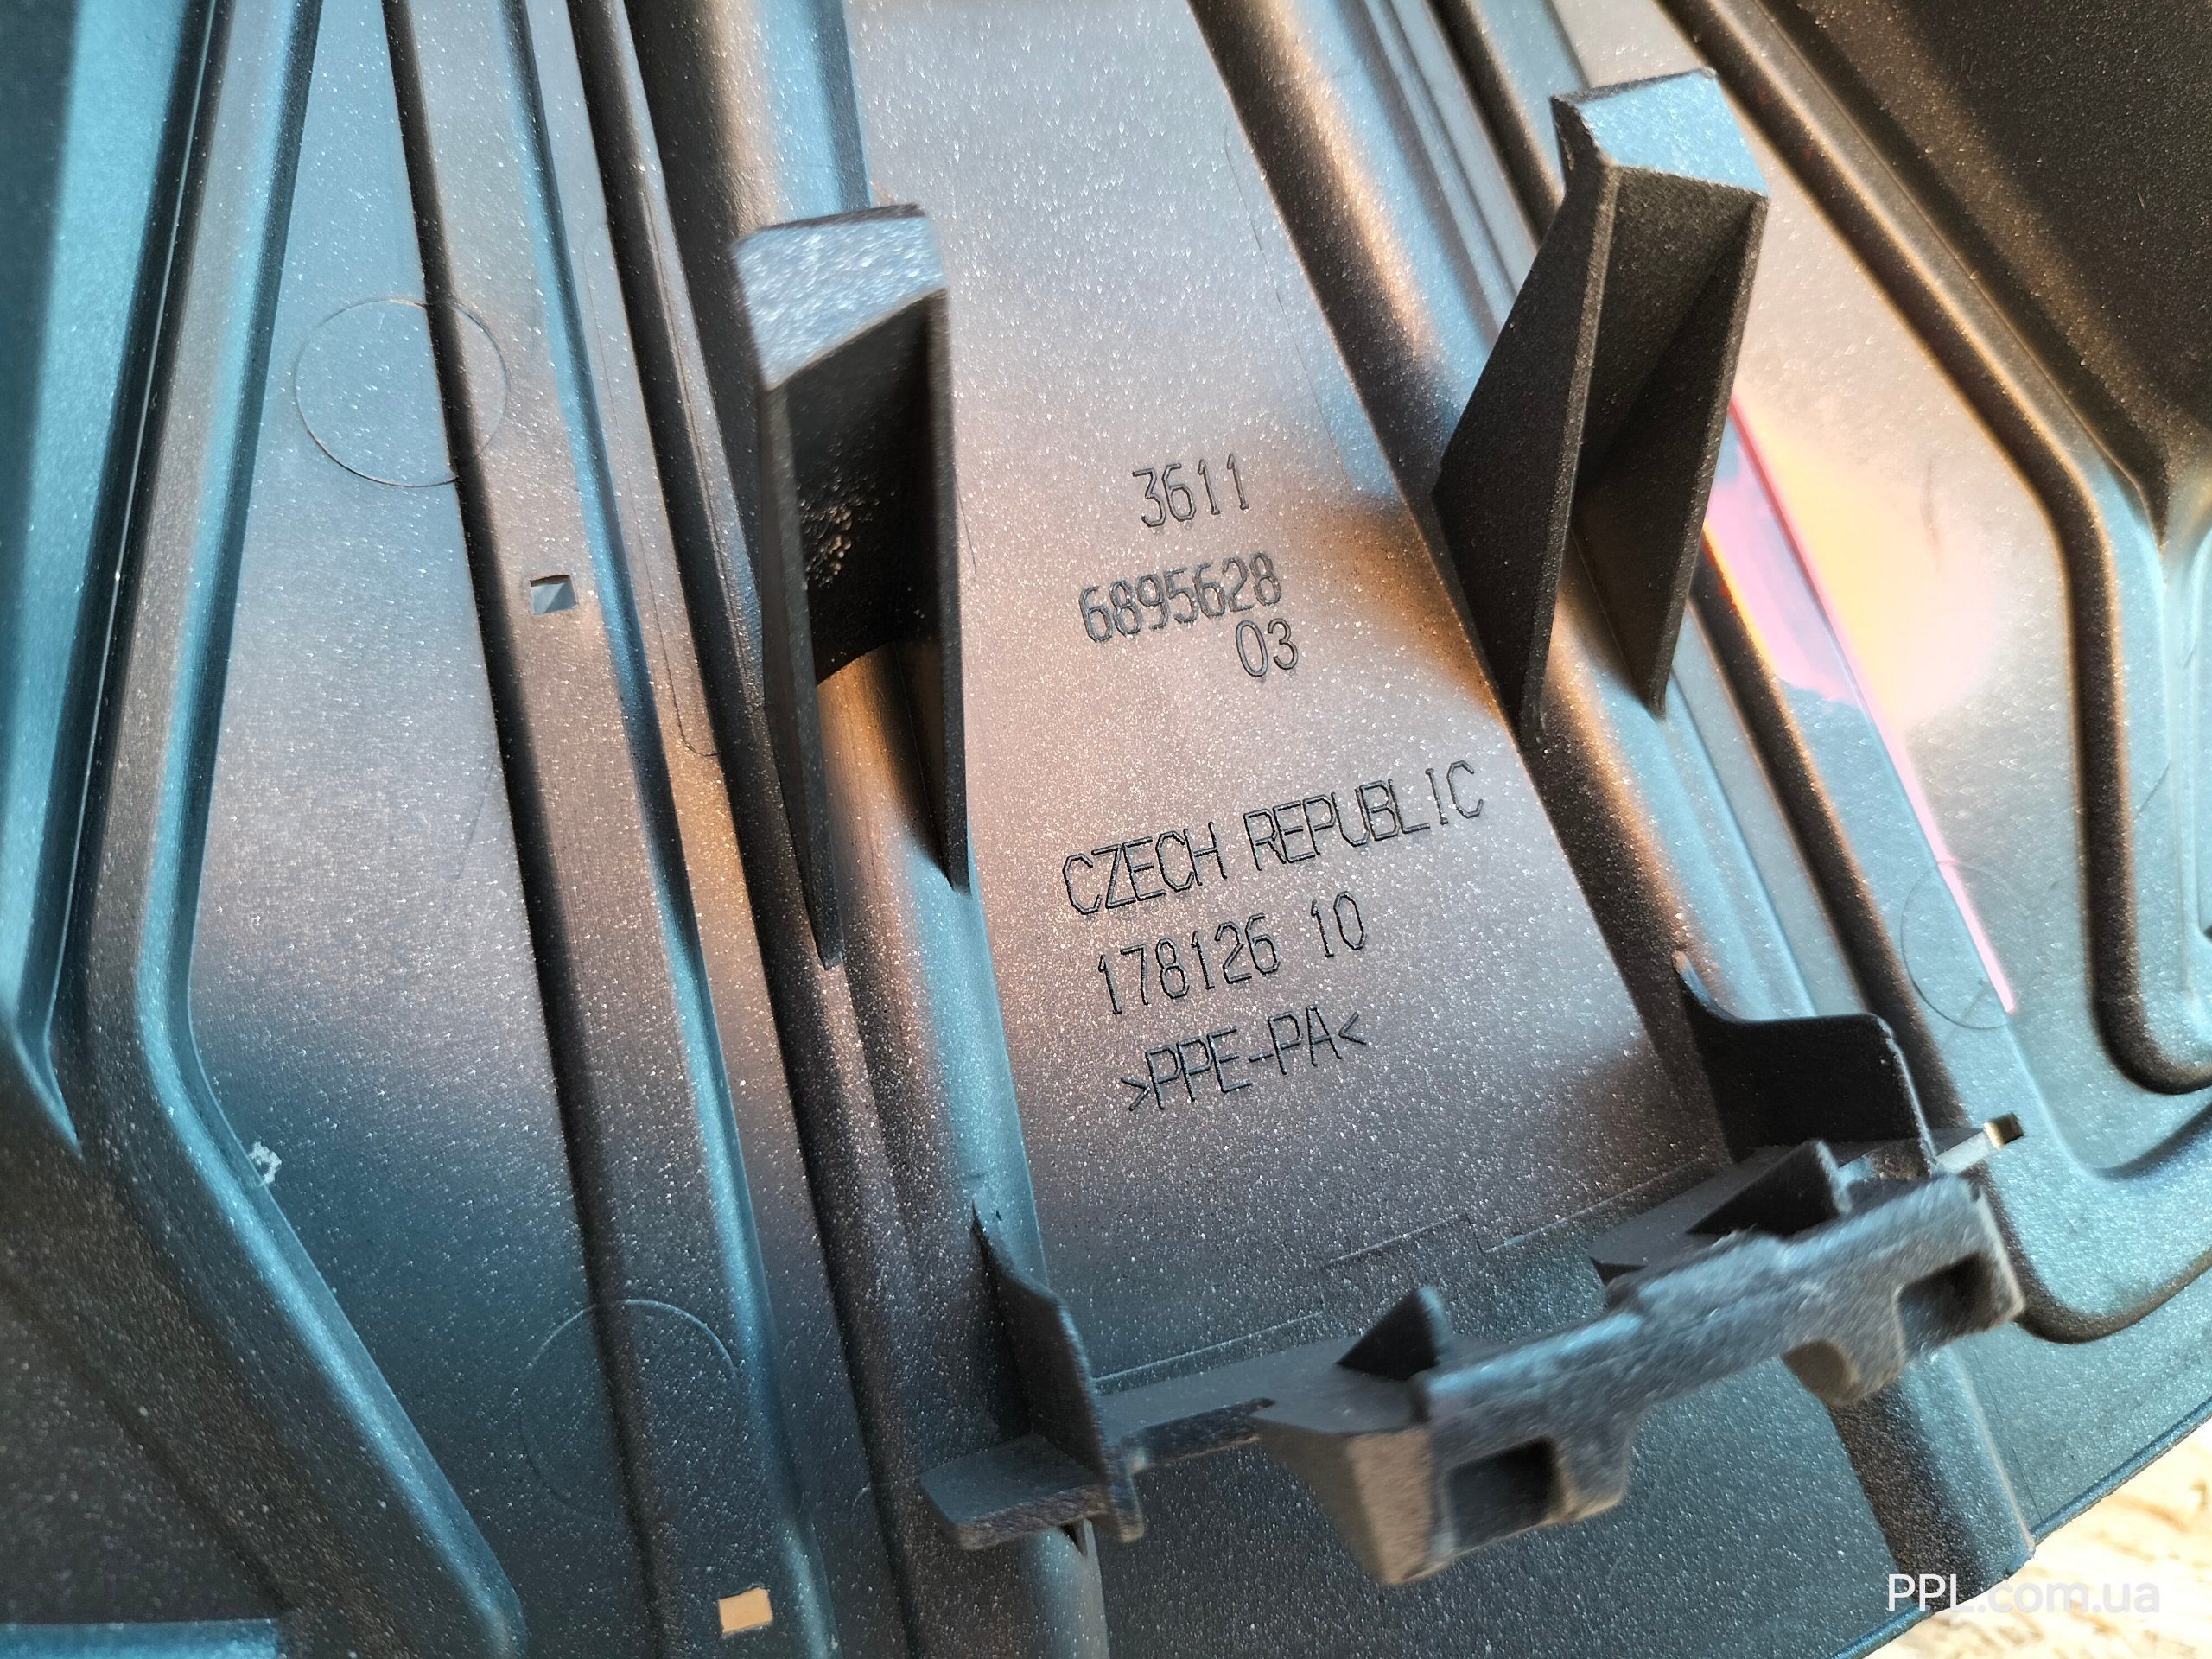 3611
6895628
03
CZECH REPUBLIC
178126 10
>PPE-PA<
PPL.com.ua